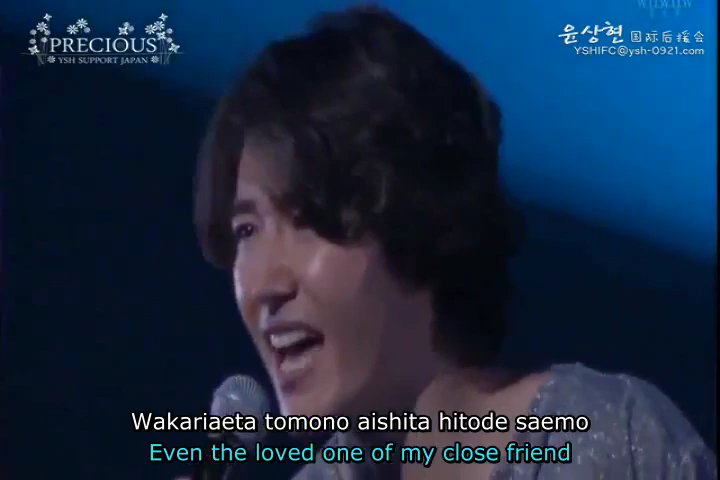 PRECIOUS
YSH SUPPORT JAPAN
윤상현 国际后援会
YSHIFC@ysh-0921.com
Wakariaeta tomono aishita hitode saemo
Even the loved one of my close friend